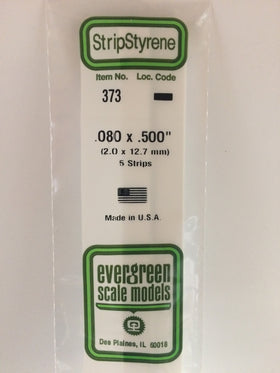 StripStyrene
Item No. Loc. Code
373
.080 x .500"
(2.0 x 12.7 mm)
5 Strips
Made in U.S.A.
evergreen
scale models
Des Plaines, IL 60018